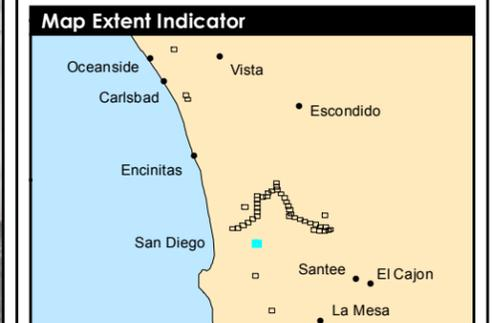 Map Extent Indicator
Oceanside
Vista
Carlsbad
Escondido
Encinitas
San Diego
Santee
El Cajon
La Mesa